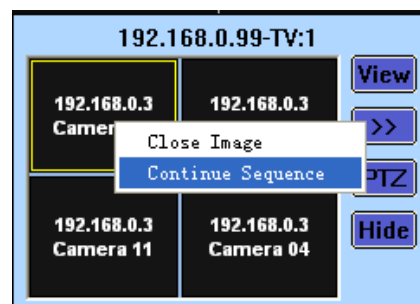 192.168.0.99-TV:1
View
192.168.0.3
192.168.0.3
Camer
>>
Close Image
Continue Sequence
PTZ
192.168.0.3
192.168.0.3
Hide
Camera 11
Camera 04